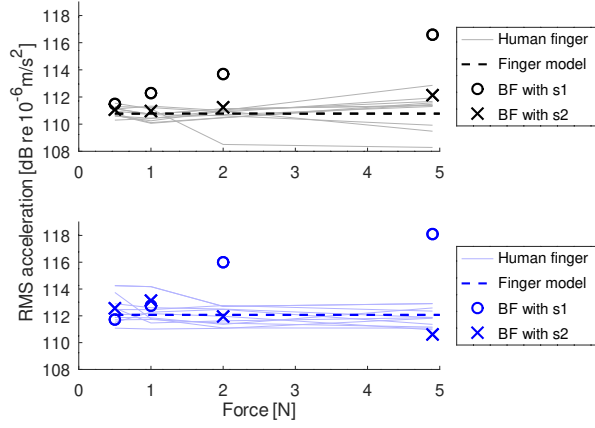 118
116
114
112
110
108
0 1 2 3 4 5
Human finger
Finger model
BF with s1
BF with s2
RMS acceleration [dB re 10⁻⁶m/s²]
118
116
114
112
110
108
0 1 2 3 4 5
Force [N]
Human finger
Finger model
BF with s1
BF with s2